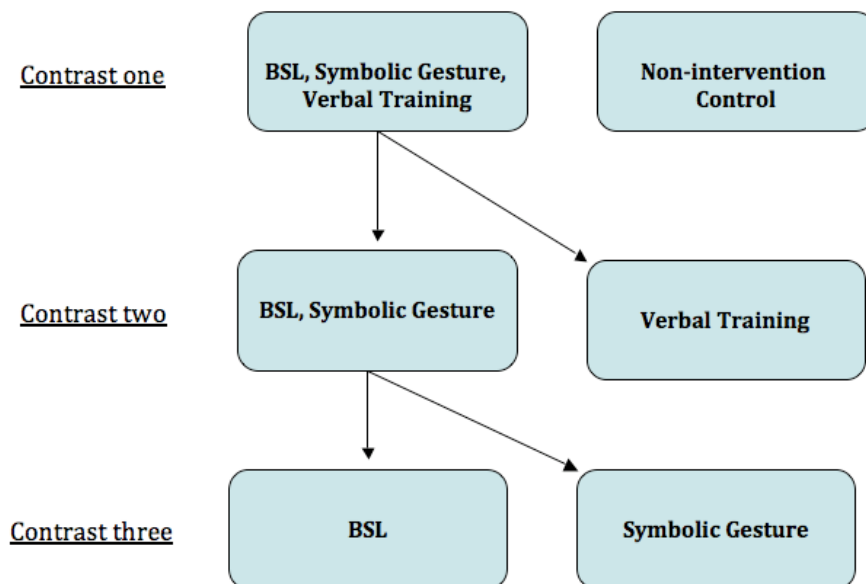 Contrast one
BSL, Symbolic Gesture,
Verbal Training
Non-intervention
Control
Contrast two
BSL, Symbolic Gesture
Verbal Training
Contrast three
BSL
Symbolic Gesture